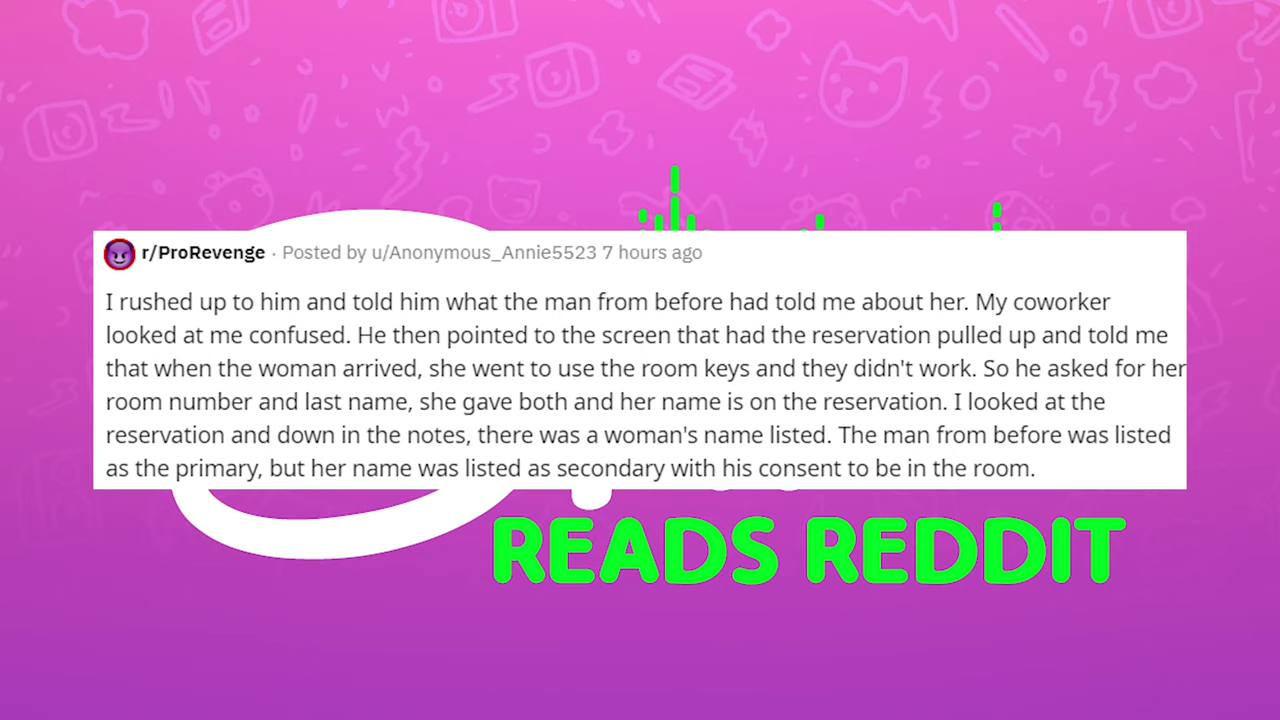 r/ProRevenge · Posted by u/Anonymous_Annie5523 7 hours ago
I rushed up to him and told him what the man from before had told me about her. My coworker
looked at me confused. He then pointed to the screen that had the reservation pulled up and told me
that when the woman arrived, she went to use the room keys and they didn't work. So he asked for her
room number and last name, she gave both and her name is on the reservation. I looked at the
reservation and down in the notes, there was a woman's name listed. The man from before was listed
as the primary, but her name was listed as secondary with his consent to be in the room.
READS REDDIT